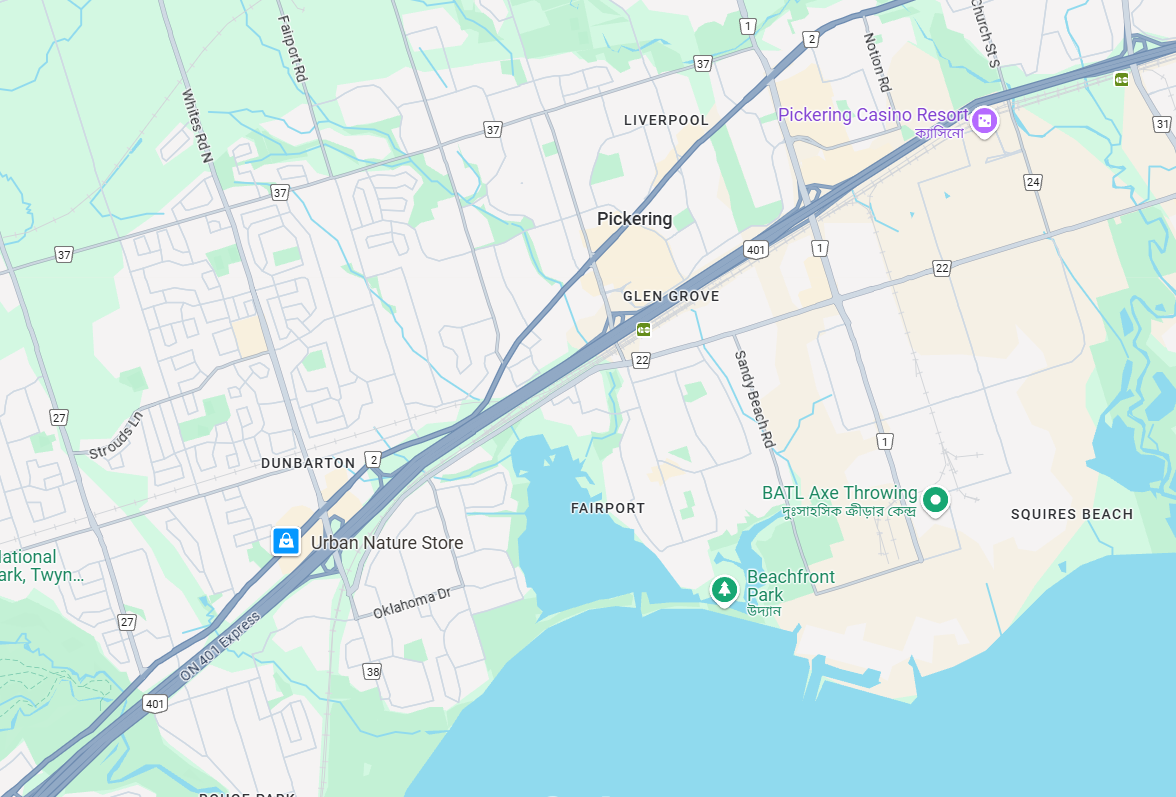 1
Fairport Rd
2
Notion Rd
Church St S
37
Whites Rd N
LIVERPOOL
Pickering Casino Resort
ক্যাসিনো
31
37
37
24
Pickering
37
401
1
22
GLEN GROVE
22
Sandy Beach Rd
27
Strouds Ln
1
DUNBARTON
2
BATL Axe Throwing
দুঃসাহসিক ক্রীড়ার কেন্দ্র
FAIRPORT
SQUIRES BEACH
Urban Nature Store
ational
ark, Twyn...
Beachfront
Park
উদ্যান
Oklahoma Dr
27
ON 401 Express
38
401